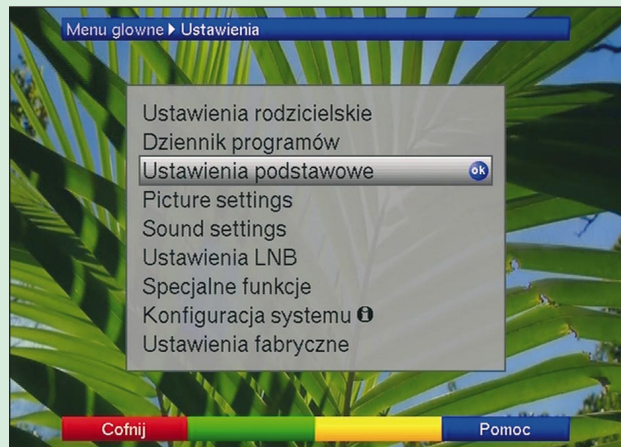 Menu glowne Ustawienia
Ustawienia rodzicielskie
Dziennik programów
Ustawienia podstawowe ok
Picture settings
Sound settings
Ustawienia LNB
Specjalne funkcje
Konfiguracja systemu
Ustawienia fabryczne
Cofnij Pomoc